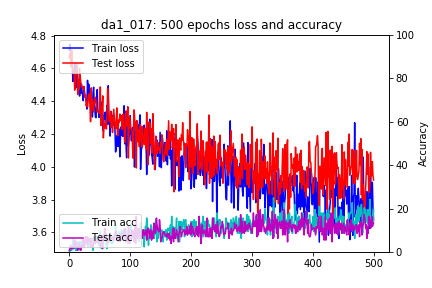 da1_017: 500 epochs loss and accuracy
4.8
4.6
4.4
4.2
4.0
3.8
3.6
Loss
Train loss
Test loss
Train acc
Test acc
100
80
60
40
20
0
Accuracy
0 100 200 300 400 500